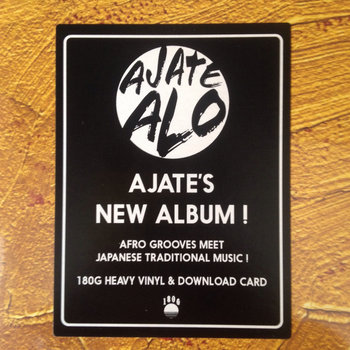 AJATE
ALO
AJATE'S
NEW ALBUM !
AFRO GROOVES MEET
JAPANESE TRADITIONAL MUSIC !
180G HEAVY VINYL & DOWNLOAD CARD
180g